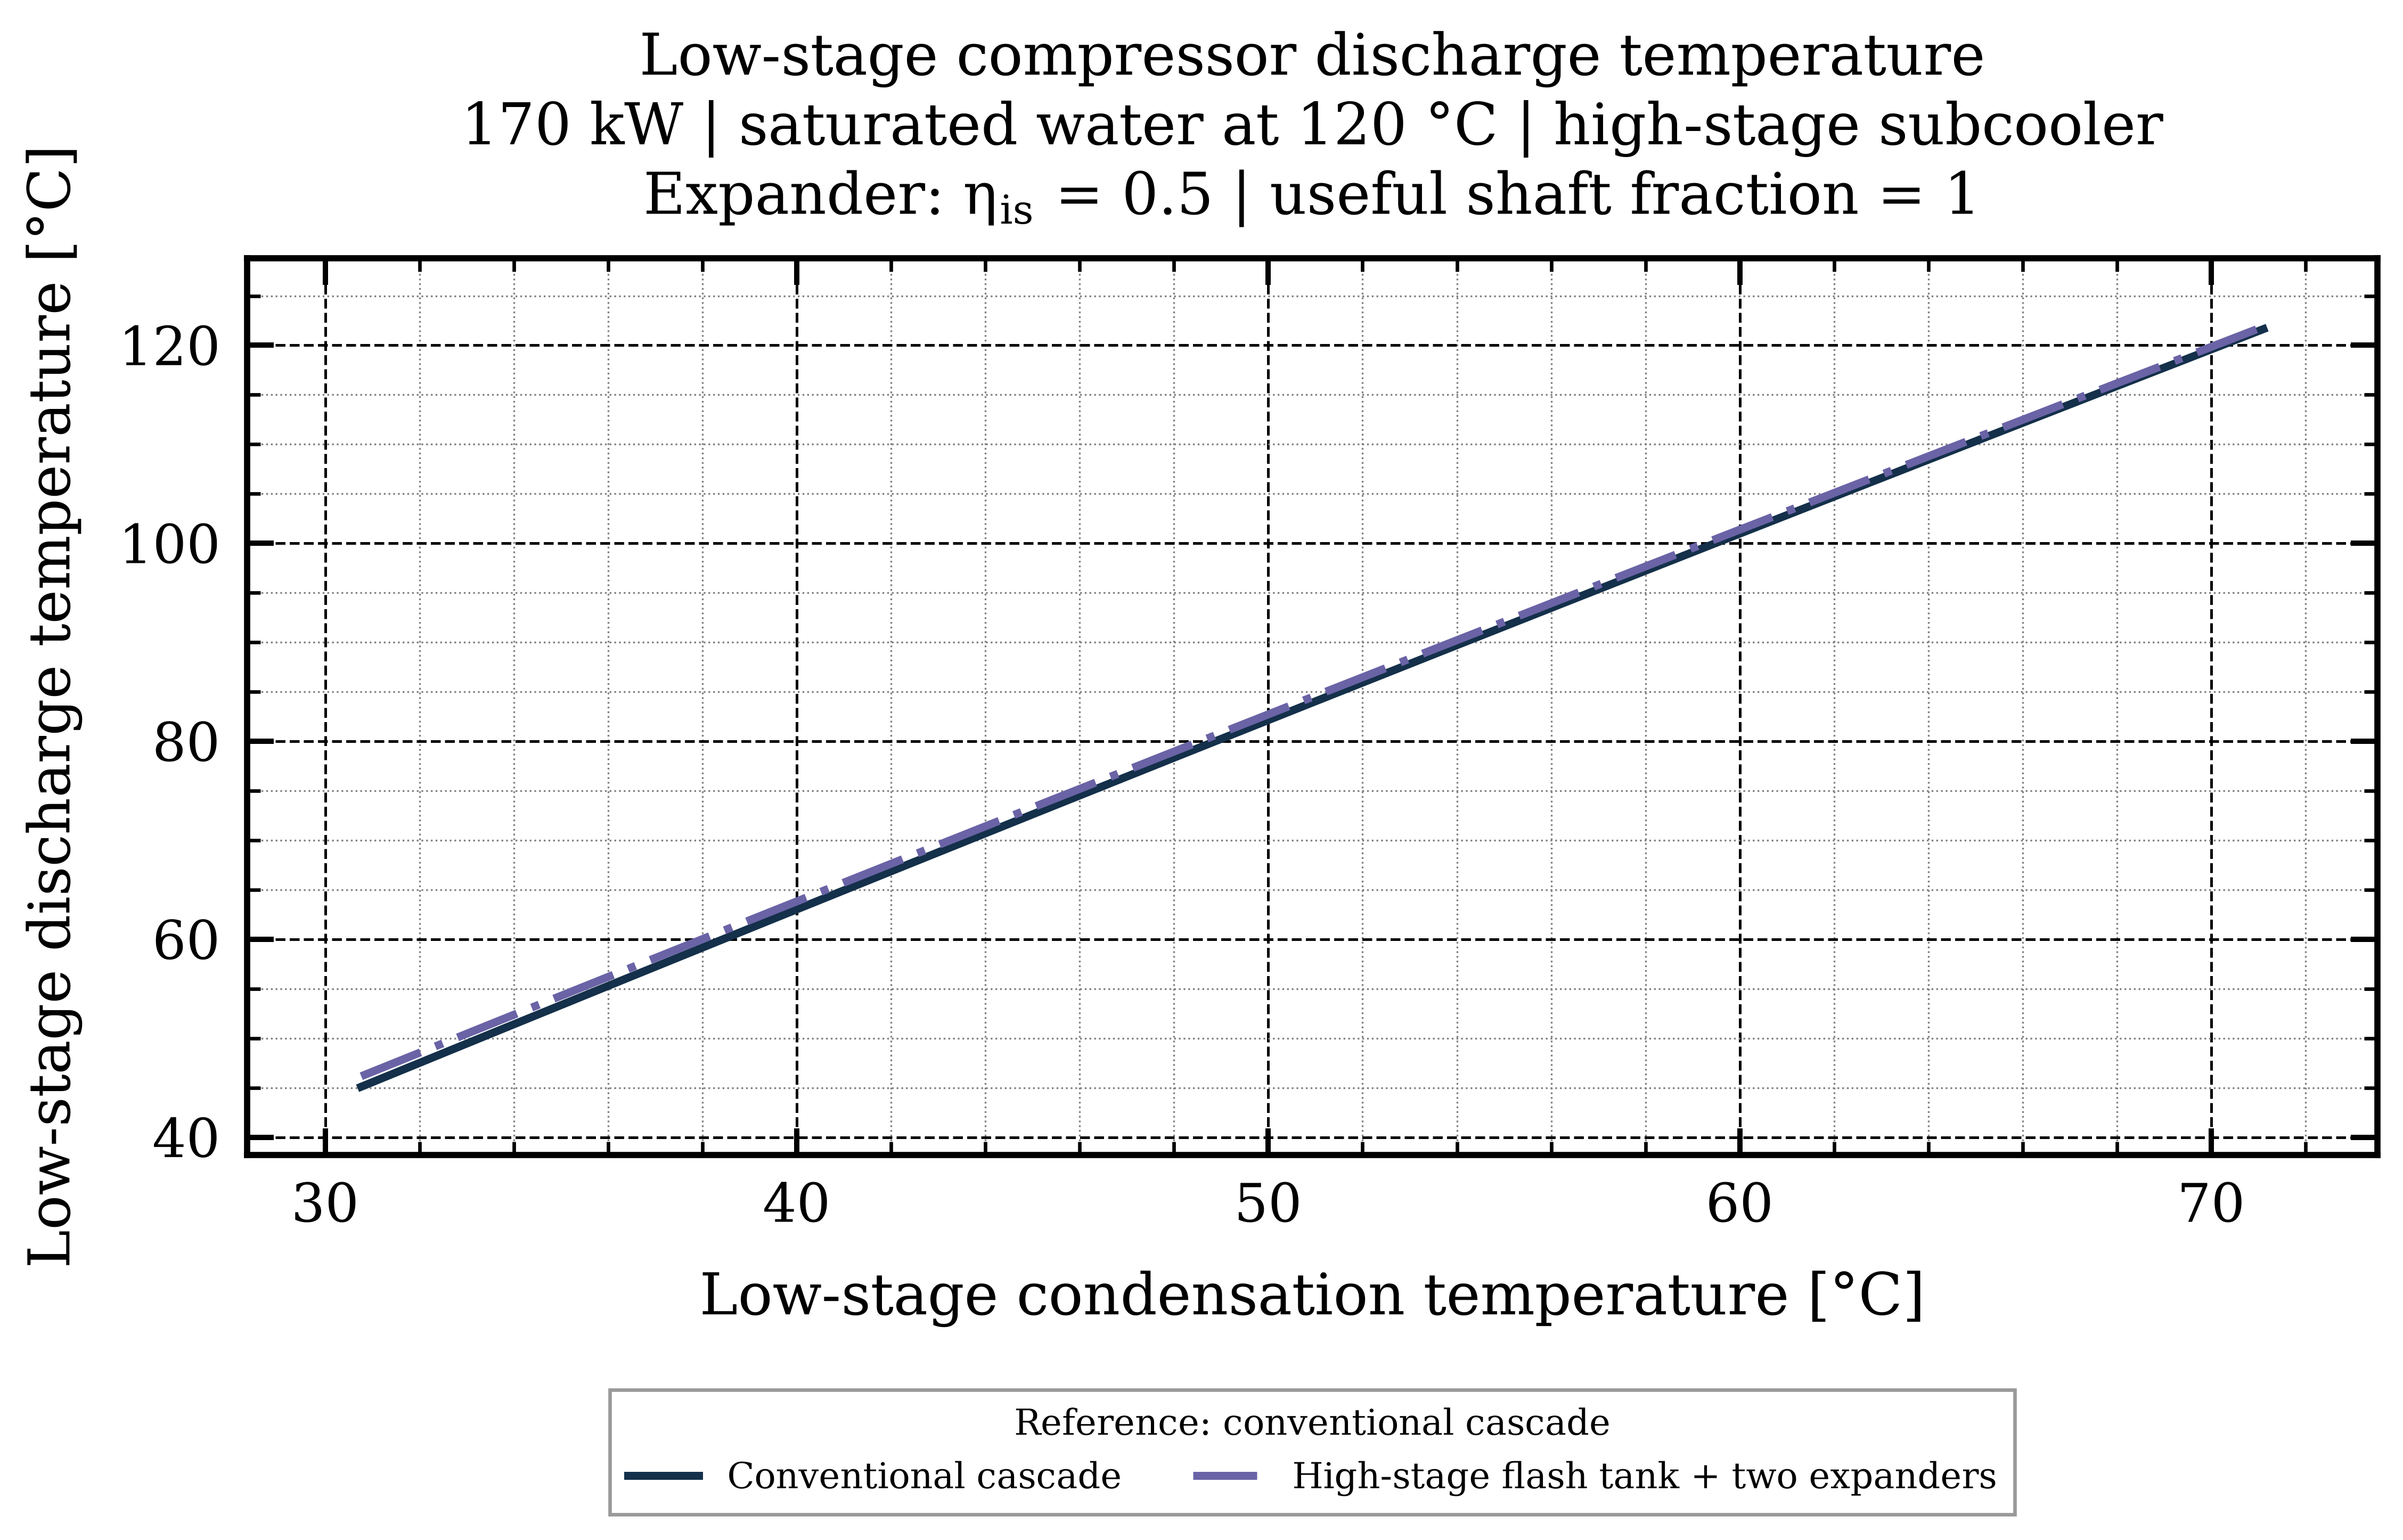 Low-stage compressor discharge temperature
170 kW | saturated water at 120 °C | high-stage subcooler
Expander: ηis = 0.5 | useful shaft fraction = 1
Low-stage discharge temperature [°C]
120
100
80
60
40
30 40 50 60 70
Low-stage condensation temperature [°C]
Reference: conventional cascade
Conventional cascade High-stage flash tank + two expanders